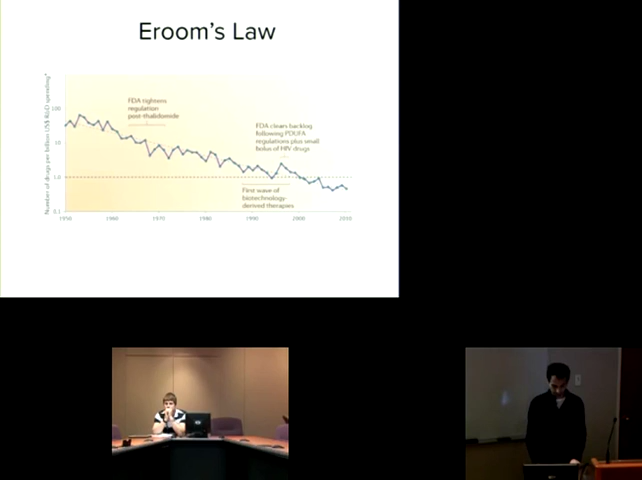 Eroom's Law
Number of drugs per billion US$ R&D spending*
FDA tightens
regulation
post-thalidomide
FDA clears backlog
following PDUFA
regulations plus small
bolus of HIV drugs
First wave of
biotechnology-
derived therapies
100
10
1.0
0.1
1950
1960
1970
1980
1990
2000
2010